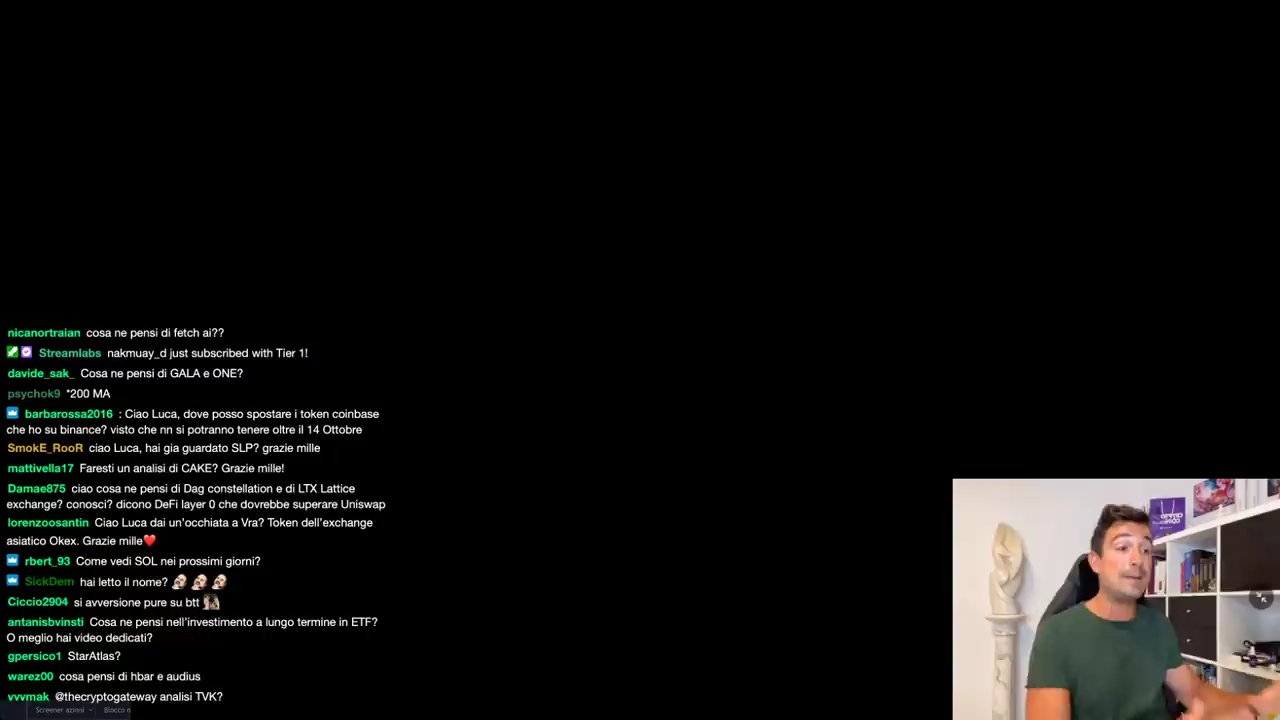 nicanortraian cosa ne pensi di fetch ai??
Streamlabs nakmuay_d just subscribed with Tier 1!
davide_sak_ Cosa ne pensi di GALA e ONE?
psychok9 *200 MA
barbarossa2016 : Ciao Luca, dove posso spostare i token coinbase
che ho su binance? visto che nn si potranno tenere oltre il 14 Ottobre
SmokE_RooR ciao Luca, hai gia guardato SLP? grazie mille
mattivella17 Faresti un analisi di CAKE? Grazie mille!
Damae875 ciao cosa ne pensi di Dag constellation e di LTX Lattice
exchange? conosci? dicono DeFi layer 0 che dovrebbe superare Uniswap
lorenzoosantin Ciao Luca dai un'occhiata a Vra? Token dell'exchange
asiatico Okex. Grazie mille❤️
rbert_93 Come vedi SOL nei prossimi giorni?
SickDem hai letto il nome?
Ciccio2904 si avversione pure su btt
antanisbvinsti Cosa ne pensi nell'investimento a lungo termine in ETF?
O meglio hai video dedicati?
gpersico1 StarAtlas?
warez00 cosa pensi di hbar e audius
vvvmak @thecryptogateway analisi TVK?
Screener azioni